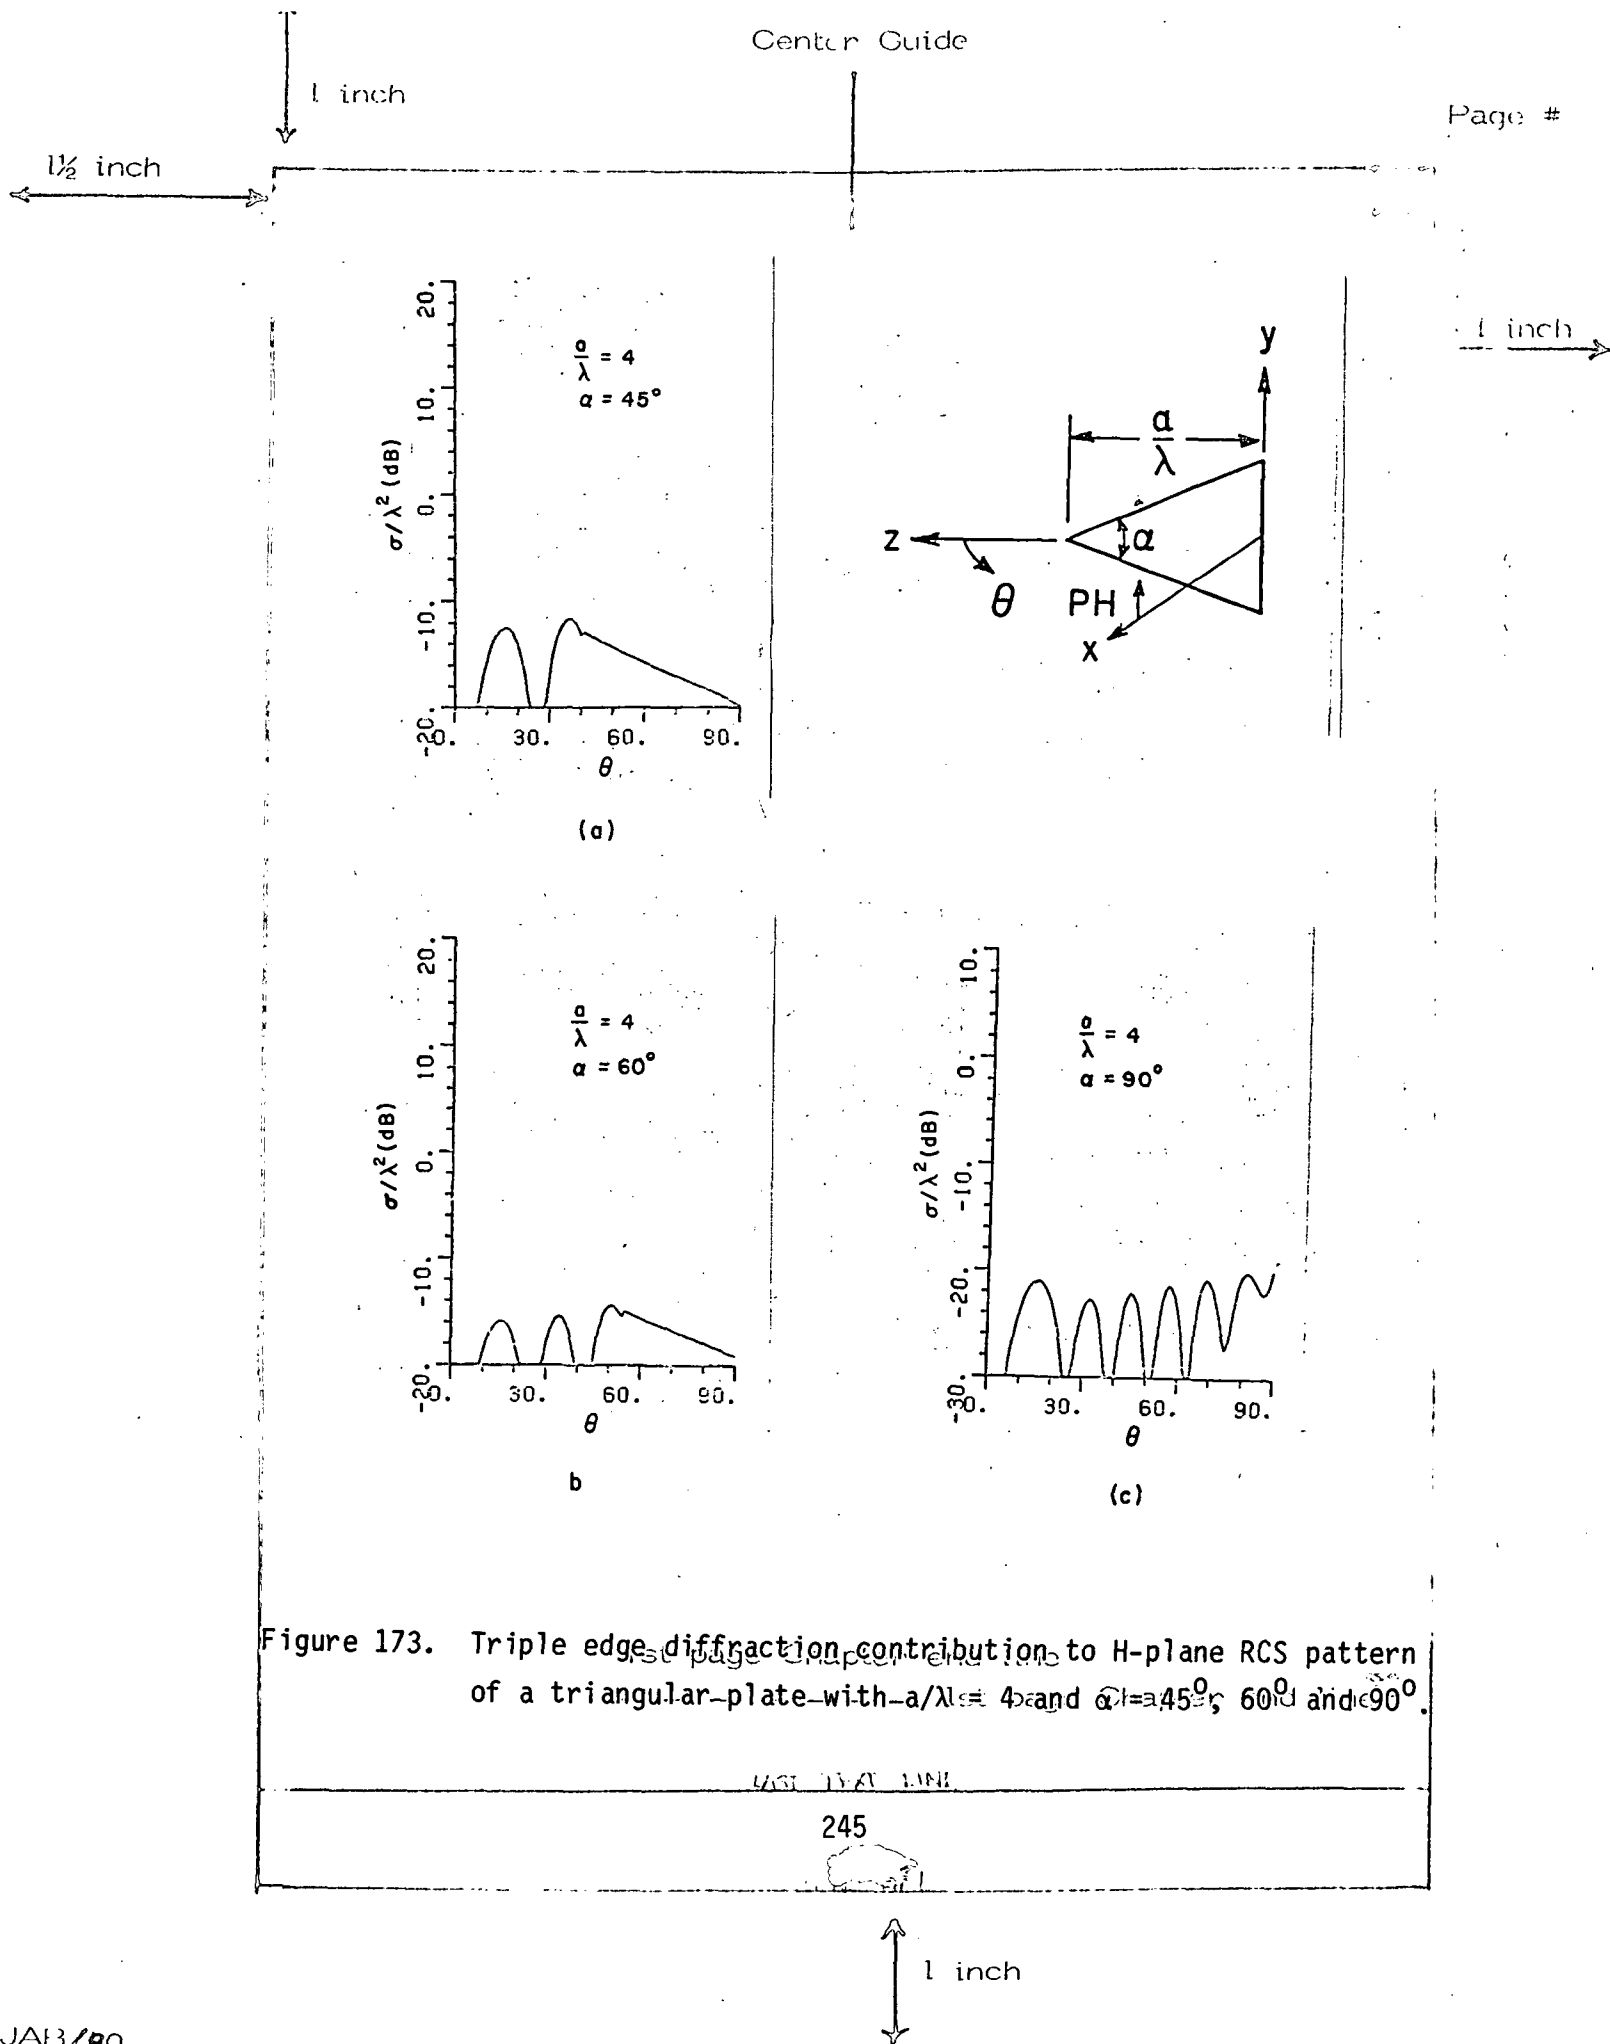 Center Guide
1 inch
Page #
1½ inch
1 inch
20.
10.
0.
-10.
-20.
σ/λ² (dB)
a/λ = 4
α = 45°
0. 30. 60. 90.
θ
(a)
y
a/λ
z
α
θ
PH
x
20.
10.
0.
-10.
-20.
σ/λ² (dB)
a/λ = 4
α = 60°
0. 30. 60. 90.
θ
b
10.
0.
-10.
-20.
-30.
σ/λ² (dB)
a/λ = 4
α = 90°
0. 30. 60. 90.
θ
(c)
Figure 173. Triple edge diffraction contribution to H-plane RCS pattern
of a triangular plate with a/λ = 4 and α = 45°, 60° and 90°.
LAST TEXT LINE
245
1 inch